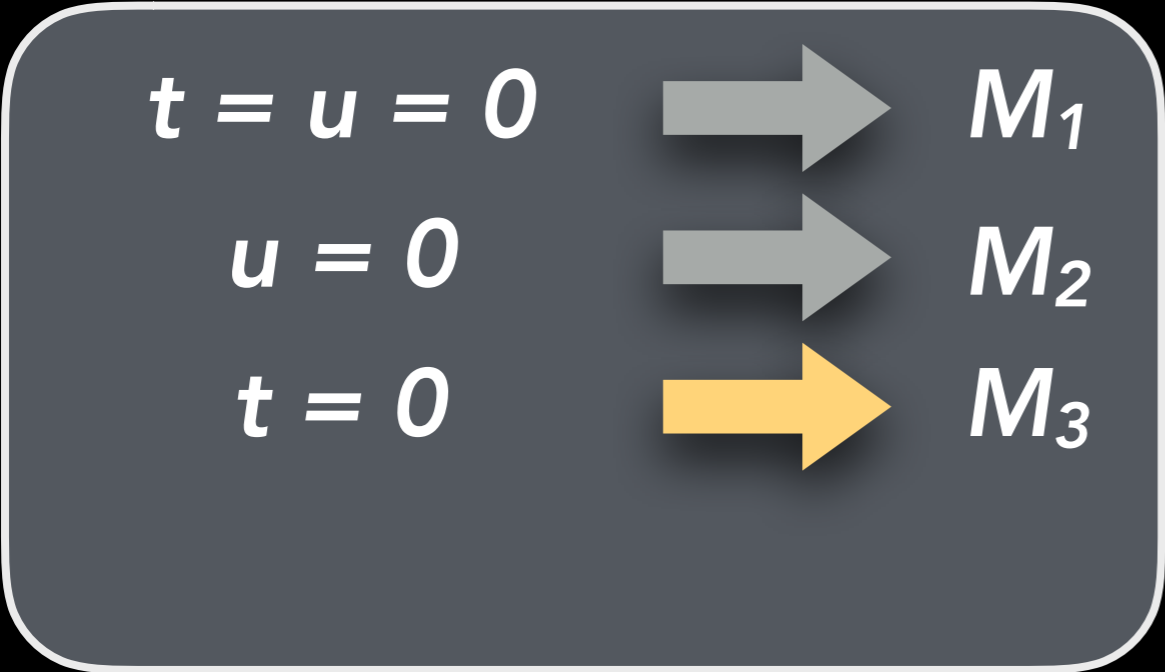 t = u = 0 M₁
u = 0 M₂
t = 0 M₃